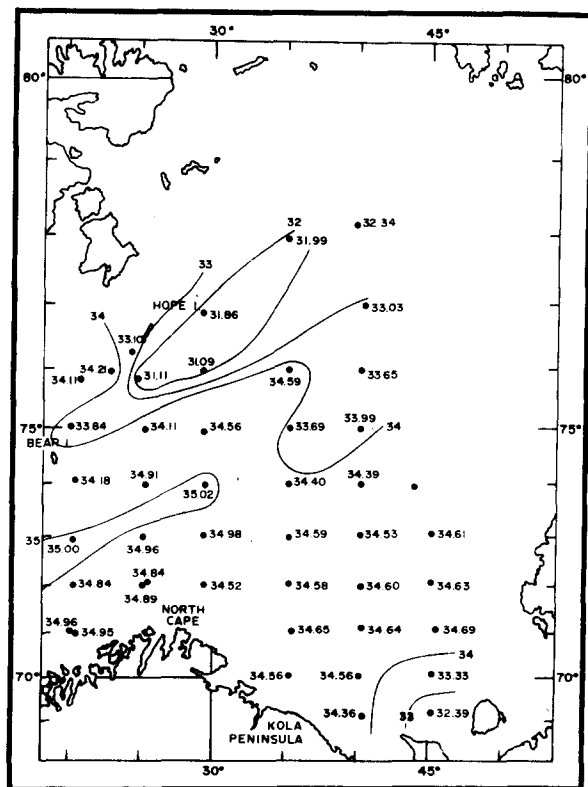 30° 45°
80° 80°
32 32 34
31.99
33
HOPE I.
34 31.86 33.03
33.10
34.21 31.09
34.11 31.11 34.59 33.65
33.84 33.99
75° 34.11 34.56 33.69 34 75°
BEAR I.
34.18 34.91 34.39
35.02 34.40
35 34.98 34.59 34.53 34.61
35.00 34.96
34.84 34.84 34.52 34.58 34.60 34.63
34.89
NORTH
34.96 CAPE
34.95 34.65 34.64 34.69
34
70° 34.56 34.56 33.33 70°
34.36 33 32.39
KOLA
PENINSULA
30° 45°